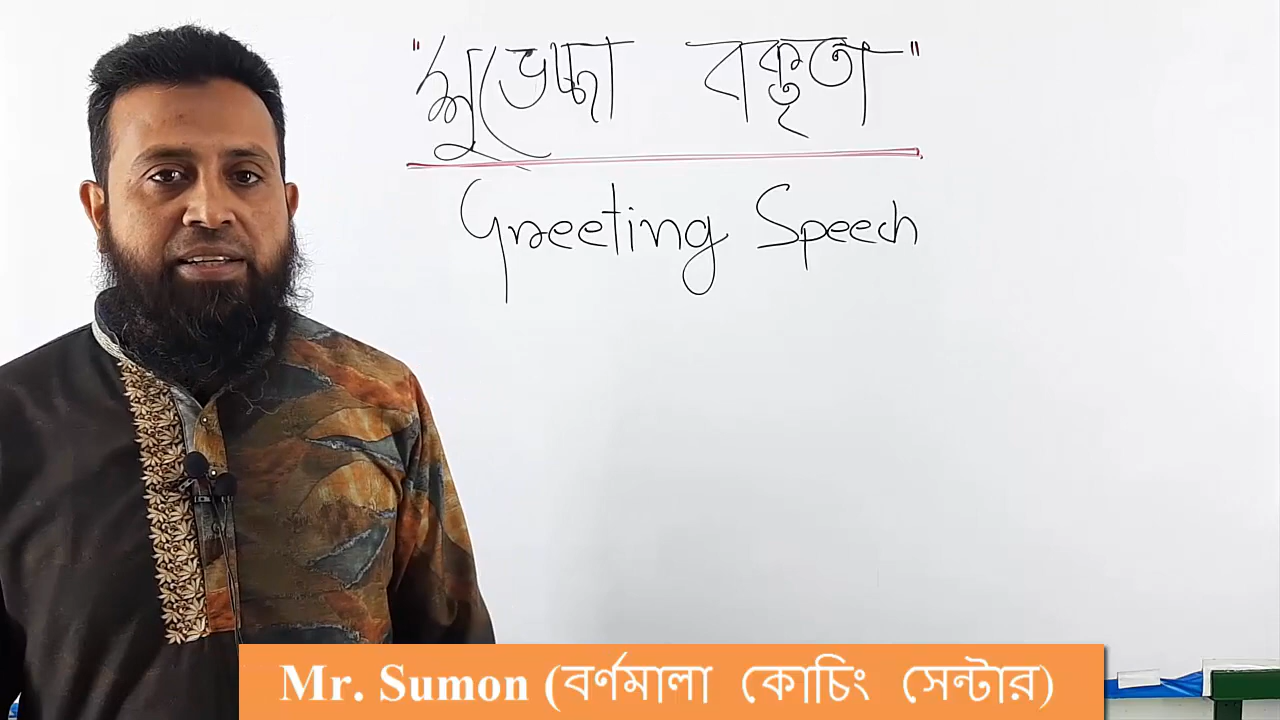 "শুভেচ্ছা বক্তৃতা"
Greeting Speech
Mr. Sumon (বর্ণমালা কোচিং সেন্টার)